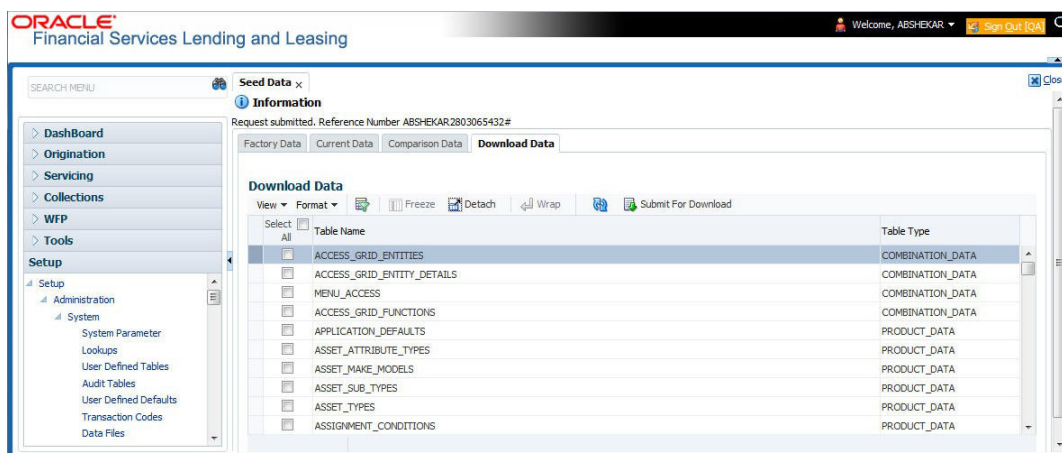 ORACLE
Financial Services Lending and Leasing
Welcome, ABSHEKAR
Sign Out [QA]
SEARCH MENU
DashBoard
Origination
Servicing
Collections
WFP
Tools
Setup
Setup
Administration
System
System Parameter
Lookups
User Defined Tables
Audit Tables
User Defined Defaults
Transaction Codes
Data Files
Seed Data x
Close
Information
Request submitted. Reference Number ABSHEKAR2803065432#
Factory Data Current Data Comparison Data Download Data
Download Data
View Format Freeze Detach Wrap Submit For Download
Select All Table Name Table Type
ACCESS_GRID_ENTITIES COMBINATION_DATA
ACCESS_GRID_ENTITY_DETAILS COMBINATION_DATA
MENU_ACCESS COMBINATION_DATA
ACCESS_GRID_FUNCTIONS COMBINATION_DATA
APPLICATION_DEFAULTS PRODUCT_DATA
ASSET_ATTRIBUTE_TYPES PRODUCT_DATA
ASSET_MAKE_MODELS PRODUCT_DATA
ASSET_SUB_TYPES PRODUCT_DATA
ASSET_TYPES PRODUCT_DATA
ASSIGNMENT_CONDITIONS PRODUCT_DATA